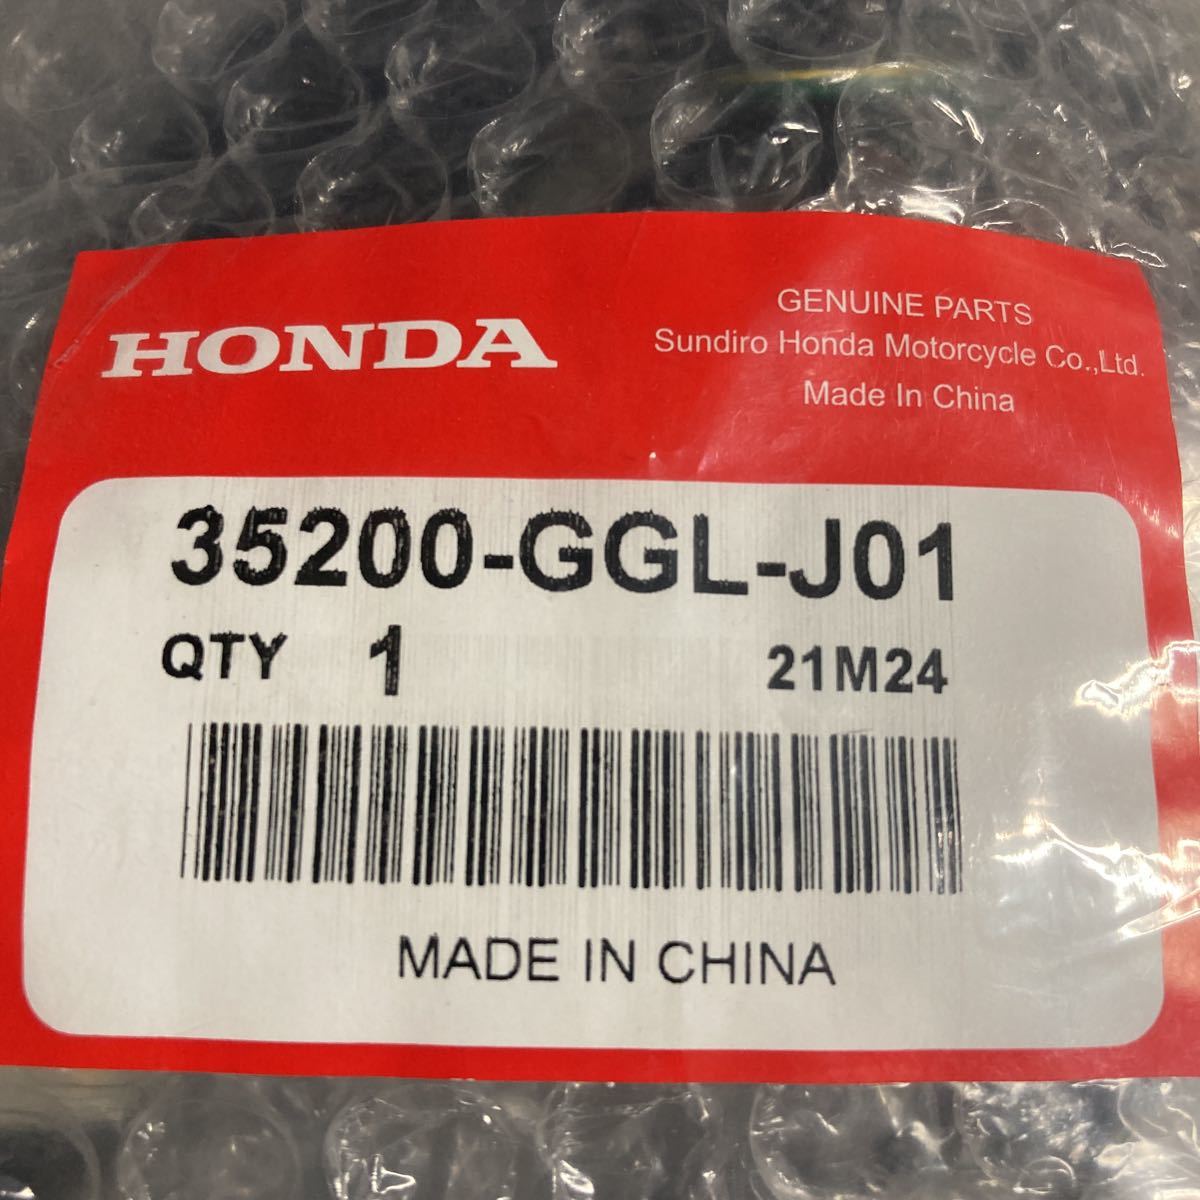 HONDA
GENUINE PARTS
Sundiro Honda Motorcycle Co.,Ltd.
Made In China
35200-GGL-J01
QTY 1 21M24
MADE IN CHINA